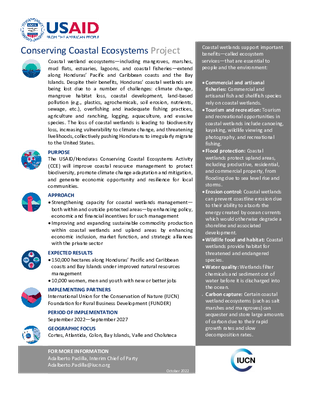 USAID
FROM THE AMERICAN PEOPLE
Conserving Coastal Ecosystems Project
Coastal wetland ecosystems—including mangroves, marshes,
mud flats, estuaries, lagoons, and coastal fisheries—extend
along Honduras' Pacific and Caribbean coasts and the Bay
Islands. Despite their benefits, Honduras' coastal wetlands are
being lost due to a number of challenges: climate change,
mangrove habitat loss, coastal development, land-based
pollution (e.g., plastics, agrochemicals, soil erosion, nutrients,
sewage, etc.), overfishing and inadequate fishing practices,
agriculture and ranching, logging, aquaculture, and evasive
species. The loss of coastal wetlands is leading to biodiversity
loss, increasing vulnerability to climate change, and threatening
livelihoods, collectively pushing Hondurans to irregularly migrate
to the United States.
PURPOSE
The USAID/Honduras Conserving Coastal Ecosystems Activity
(CCE) will improve coastal resource management to protect
biodiversity, promote climate change adaptation and mitigation,
and generate economic opportunity and resilience for local
communities.
APPROACH
• Strengthening capacity for coastal wetlands management—
both within and outside protected areas—by enhancing policy,
economic and financial incentives for such management
• Improving and expanding sustainable commodity production
within coastal wetlands and upland areas by enhancing
economic inclusion, market function, and strategic alliances
with the private sector
EXPECTED RESULTS
• 150,000 hectares along Honduras' Pacific and Caribbean
coasts and Bay Islands under improved natural resources
management
• 10,000 women, men and youth with new or better jobs
IMPLEMENTING PARTNERS
International Union for the Conservation of Nature (IUCN)
Foundation for Rural Business Development (FUNDER)
PERIOD OF IMPLEMENTATION
September 2022—September 2027
GEOGRAPHIC FOCUS
Cortes, Atlantida, Colon, Bay Islands, Valle and Choluteca
FOR MORE INFORMATION
Adalberto Padilla, Interim Chief of Party
Adalberto.Padilla@iucn.org
October 2022
Coastal wetlands support important
benefits—called ecosystem
services—that are essential to
people and the environment:
• Commercial and artisanal
fisheries: Commercial and
artisanal fish and shellfish species
rely on coastal wetlands.
• Tourism and recreation: Tourism
and recreational opportunities in
coastal wetlands include canoeing,
kayaking, wildlife viewing and
photography, and recreational
fishing.
• Flood protection: Coastal
wetlands protect upland areas,
including productive, residential,
and commercial property, from
flooding due to sea level rise and
storms.
• Erosion control: Coastal wetlands
can prevent coastline erosion due
to their ability to absorb the
energy created by ocean currents
which would otherwise degrade a
shoreline and associated
development.
• Wildlife food and habitat: Coastal
wetlands provide habitat for
threatened and endangered
species.
• Water quality: Wetlands filter
chemicals and sediment out of
water before it is discharged into
the ocean.
• Carbon capture: Certain coastal
wetland ecosystems (such as salt
marshes and mangroves) can
sequester and store large amounts
of carbon due to their rapid
growth rates and slow
decomposition rates.
IUCN